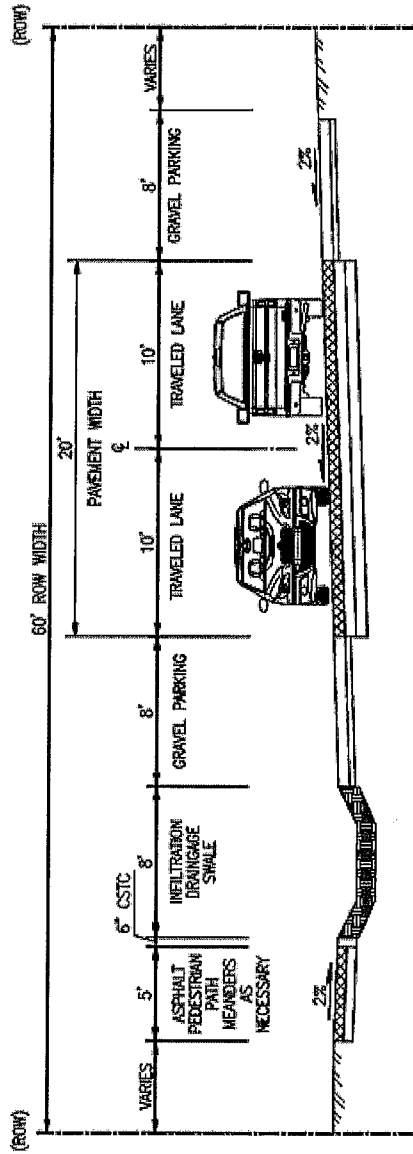 (ROW)
(ROW)
60' ROW WIDTH
20'
PAVEMENT WIDTH
℄
VARIES
5'
ASPHALT
PEDESTRIAN
PATH
MEANDERS
AS
NECESSARY
6" CSTC
8'
INFILTRATION
DRAINGAGE
SWALE
8'
GRAVEL PARKING
10'
TRAVELED LANE
10'
TRAVELED LANE
8'
GRAVEL PARKING
VARIES
2%
2%
2%